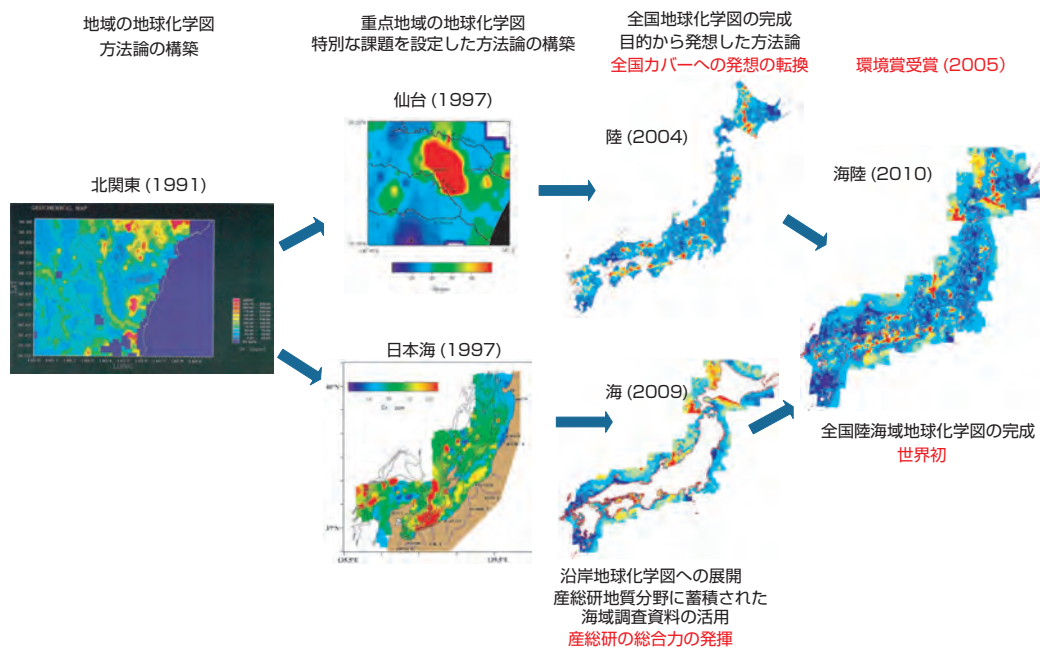 地域の地球化学図
方法論の構築
重点地域の地球化学図
特別な課題を設定した方法論の構築
全国地球化学図の完成
目的から発想した方法論
全国カバーへの発想の転換
環境賞受賞 (2005)
仙台 (1997)
陸 (2004)
海陸 (2010)
北関東 (1991)
GEOCHEMICAL MAP
日本海 (1997)
海 (2009)
全国陸海域地球化学図の完成
世界初
沿岸地球化学図への展開
産総研地質分野に蓄積された
海域調査資料の活用
産総研の総合力の発揮